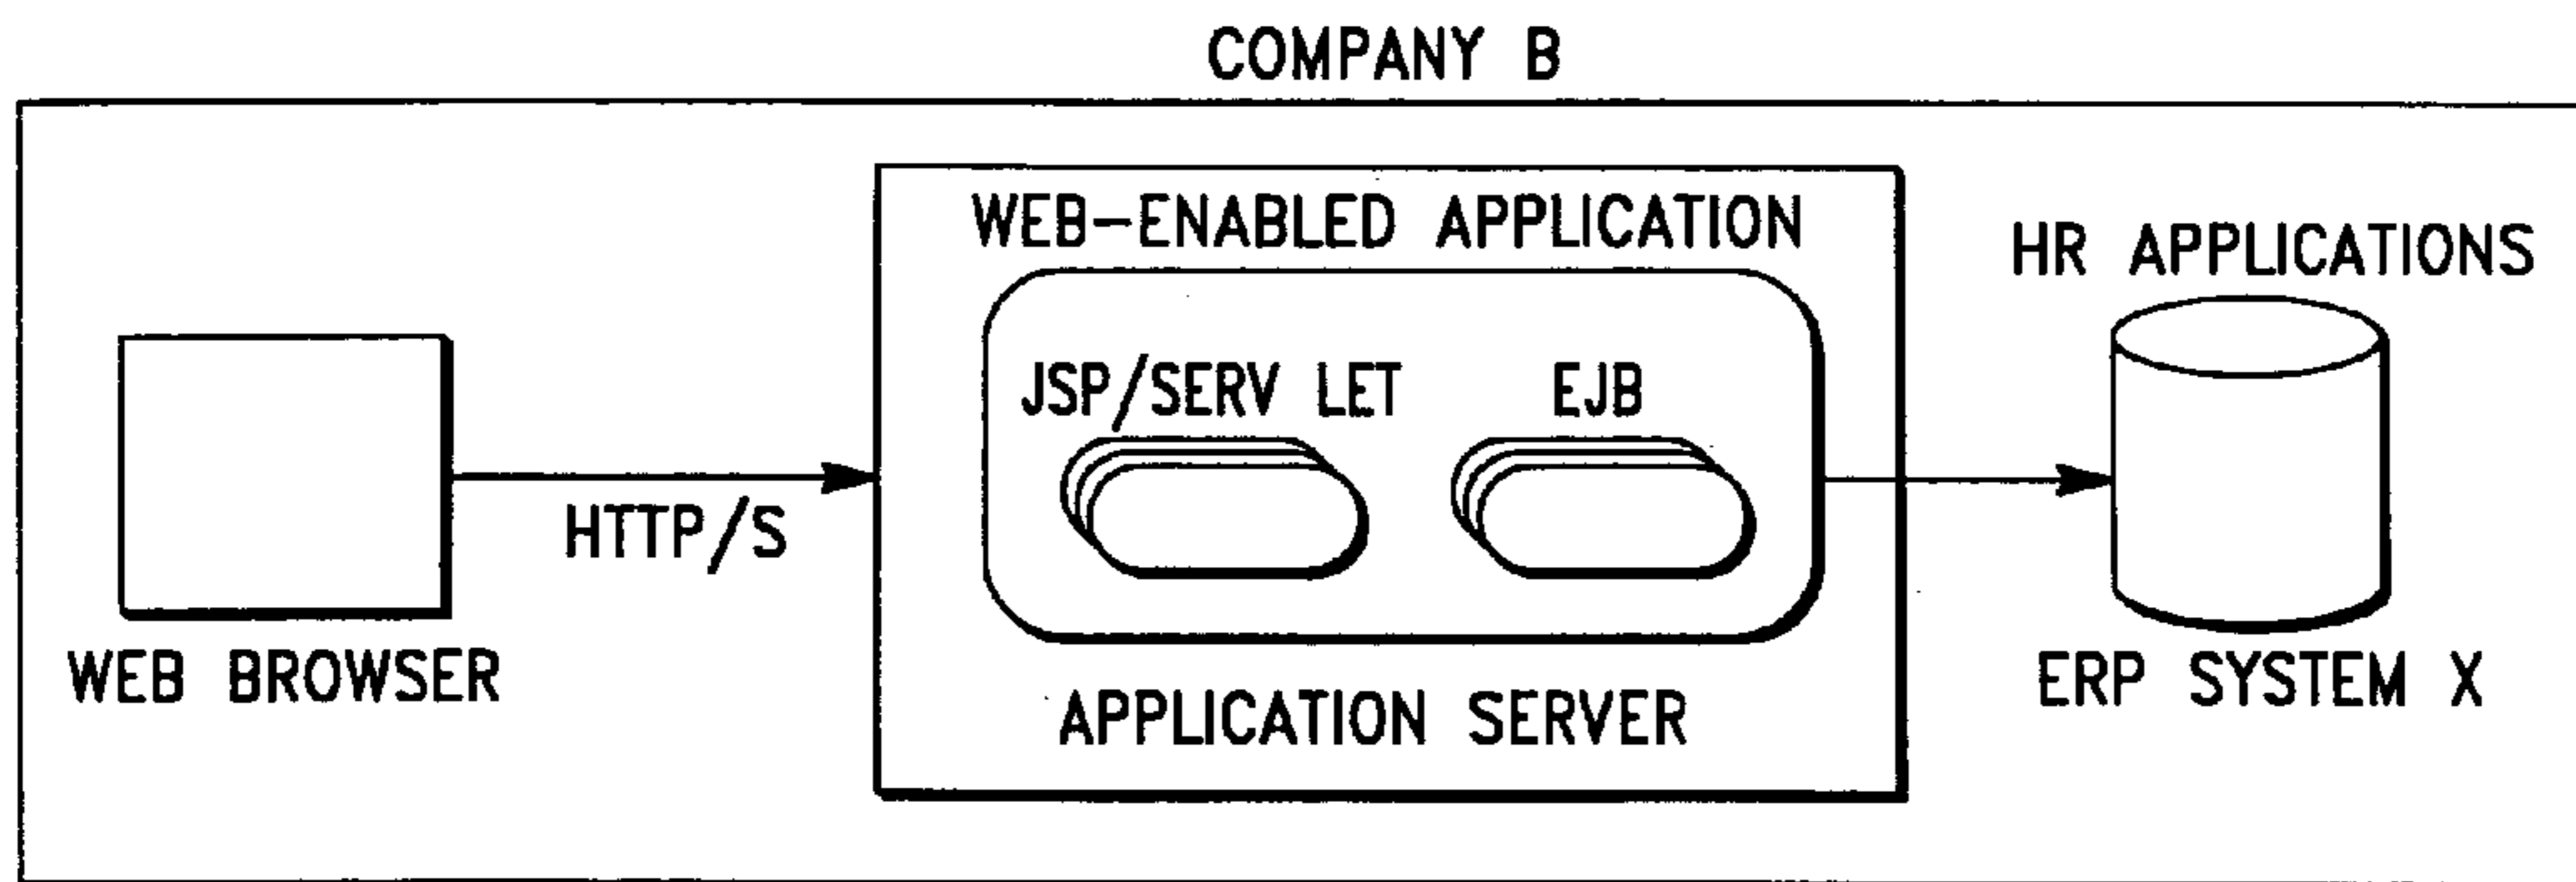 COMPANY B
WEB-ENABLED APPLICATION
HR APPLICATIONS
JSP/SERV LET
EJB
HTTP/S
WEB BROWSER
ERP SYSTEM X
APPLICATION SERVER